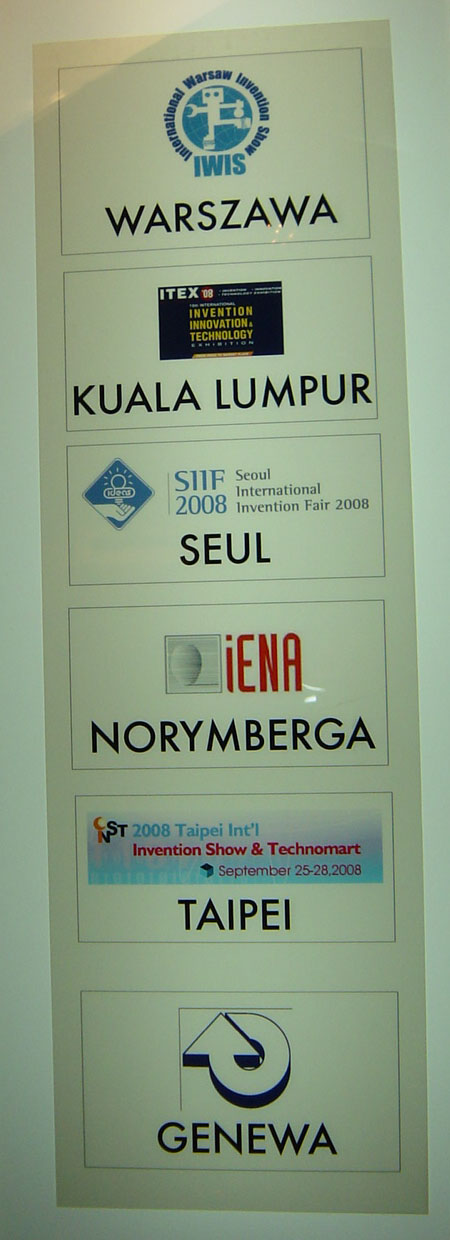 International Warsaw Invention Show
IWIS
WARSZAWA
ITEX '08
INVENTION
INNOVATION &
TECHNOLOGY
EXHIBITION
KUALA LUMPUR
ideas
SIIF
2008
Seoul
International
Invention Fair 2008
SEUL
iENA
NORYMBERGA
INST
2008 Taipei Int'l
Invention Show & Technomart
September 25-28,2008
TAIPEI
GENEWA